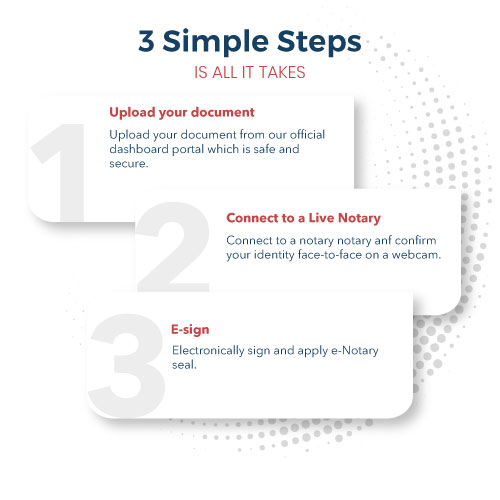 3 Simple Steps
IS ALL IT TAKES
1
Upload your document
Upload your document from our official
dashboard portal which is safe and
secure.
2
Connect to a Live Notary
Connect to a notary notary anf confirm
your identity face-to-face on a webcam.
3
E-sign
Electronically sign and apply e-Notary
seal.